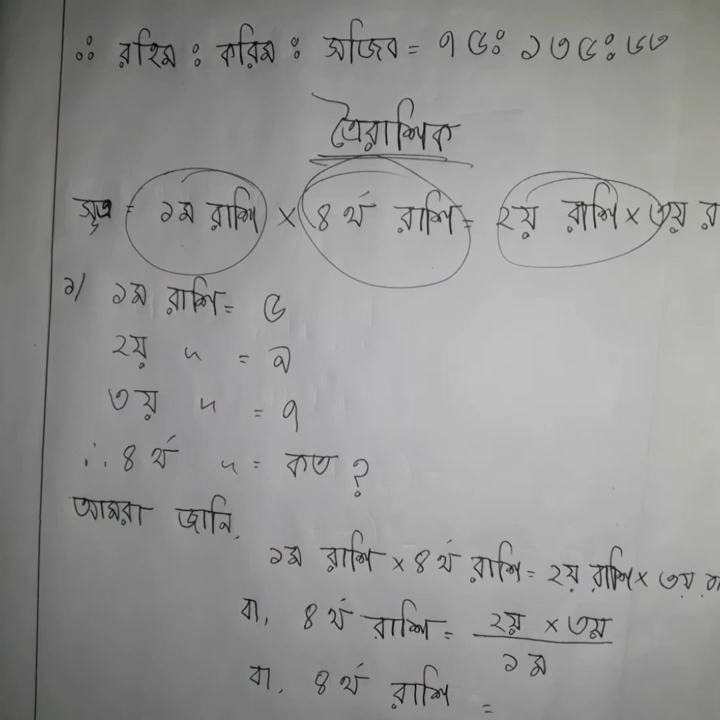 ∴ রহিম : করিম : সজিব = ৭৫ : ১৩৫ : ৬৩
ত্রৈরাশিক
সূত্র = ১ম রাশি × ৪র্থ রাশি = ২য় রাশি × ৩য় র
১/ ১ম রাশি = ৫
২য় " = ৯
৩য় " = ৭
∴ ৪র্থ " = কত ?
আমরা জানি,
১ম রাশি × ৪র্থ রাশি = ২য় রাশি × ৩য় রা
বা, ৪র্থ রাশি = ২য় × ৩য় / ১ম
বা, ৪র্থ রাশি =